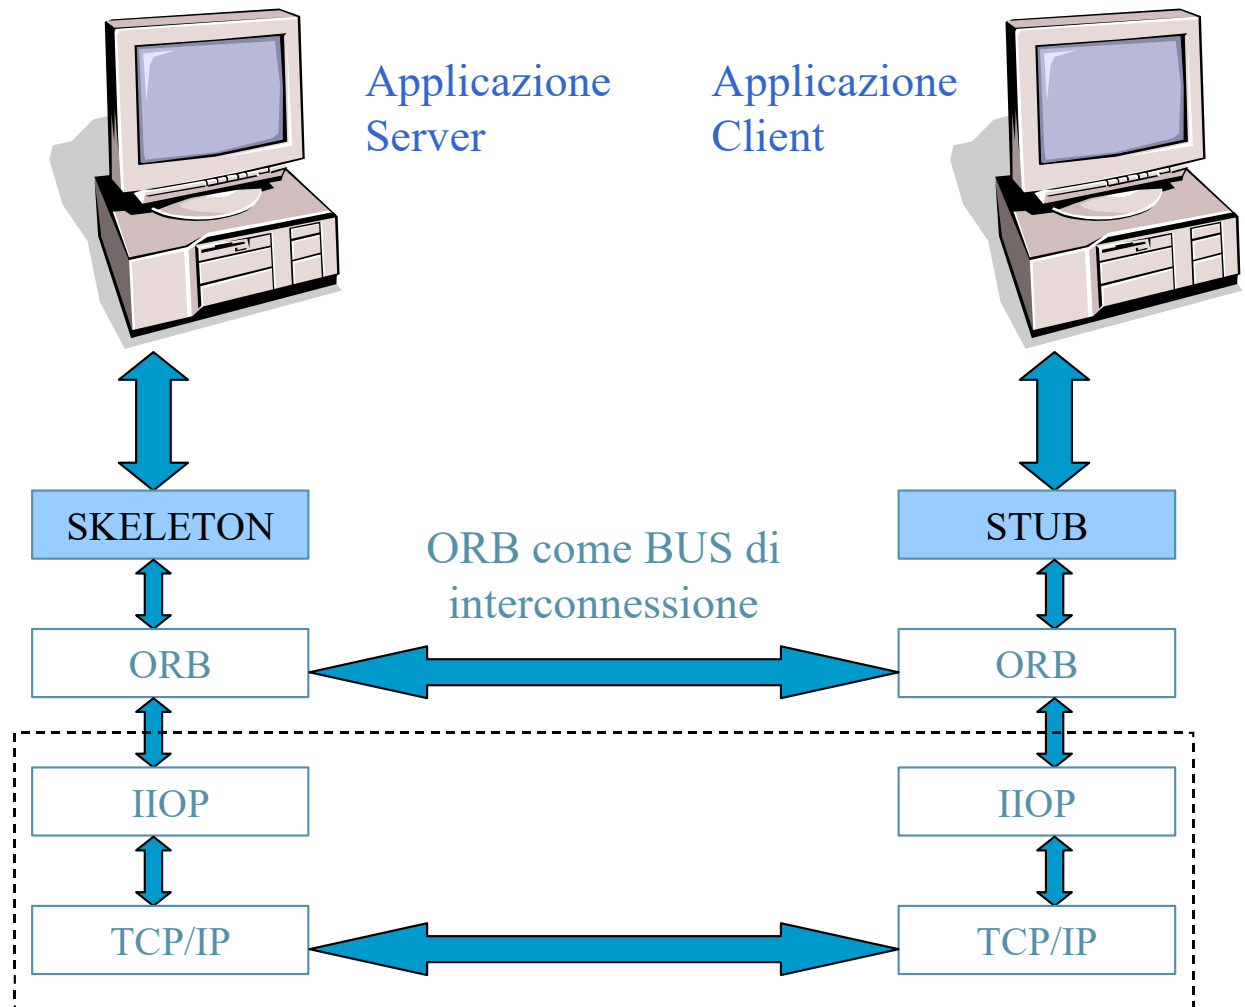 Applicazione
Server
Applicazione
Client
SKELETON
STUB
ORB come BUS di
interconnessione
ORB
ORB
IIOP
IIOP
TCP/IP
TCP/IP